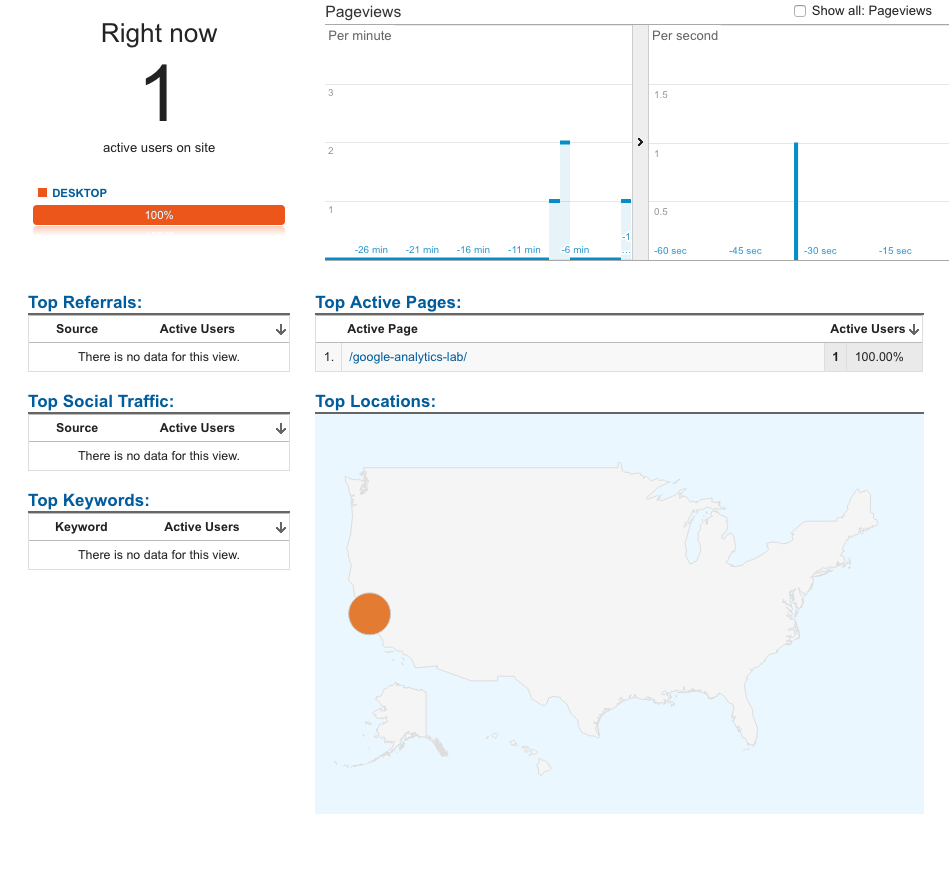 Right now
1
active users on site
DESKTOP
100%
Pageviews
Show all: Pageviews
Per minute
Per second
3
2
1
-26 min
-21 min
-16 min
-11 min
-6 min
-1
...
1.5
1
0.5
-60 sec
-45 sec
-30 sec
-15 sec
Top Referrals:
Source Active Users
There is no data for this view.
Top Social Traffic:
Source Active Users
There is no data for this view.
Top Keywords:
Keyword Active Users
There is no data for this view.
Top Active Pages:
Active Page Active Users
1. /google-analytics-lab/ 1 100.00%
Top Locations: